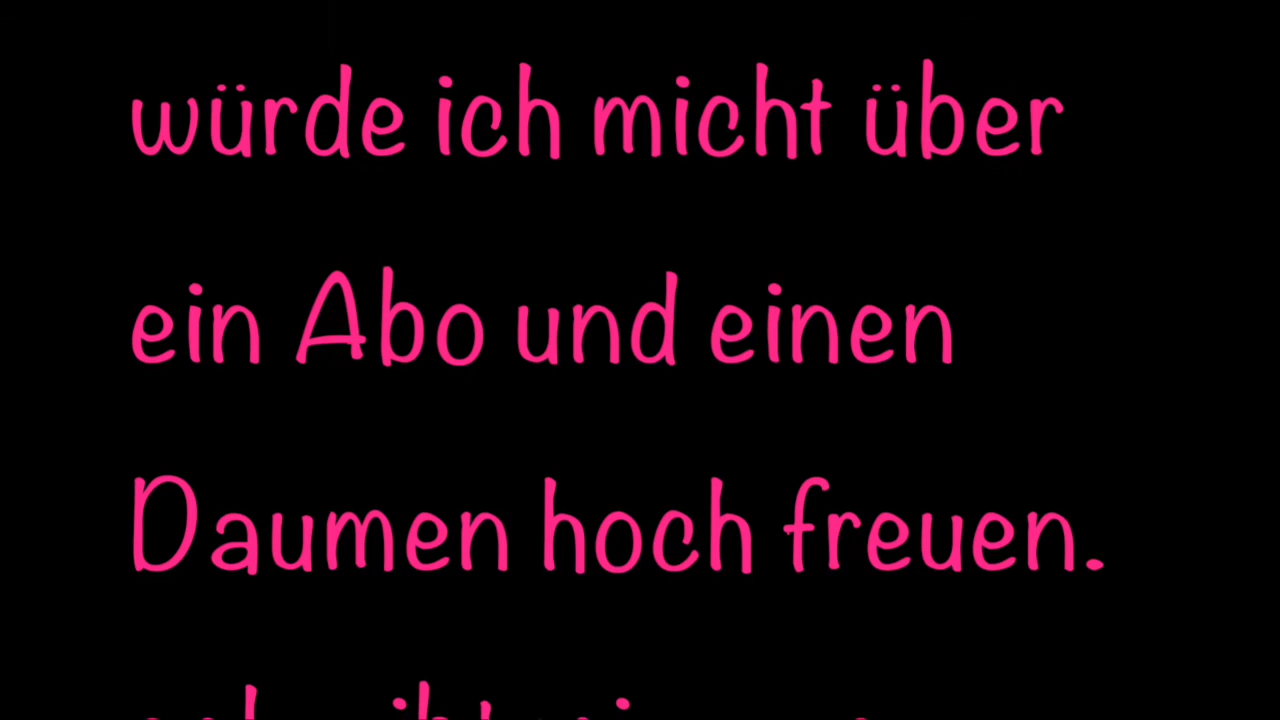 würde ich micht über
ein Abo und einen
Daumen hoch freuen.